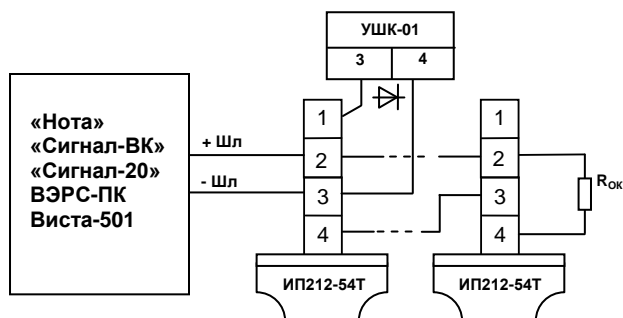 УШК-01
3 4
«Нота»
«Сигнал-ВК»
«Сигнал-20»
ВЭРС-ПК
Виста-501
+ Шл
- Шл
1
2
3
4
1
2
3
4
Rок
ИП212-54Т
ИП212-54Т